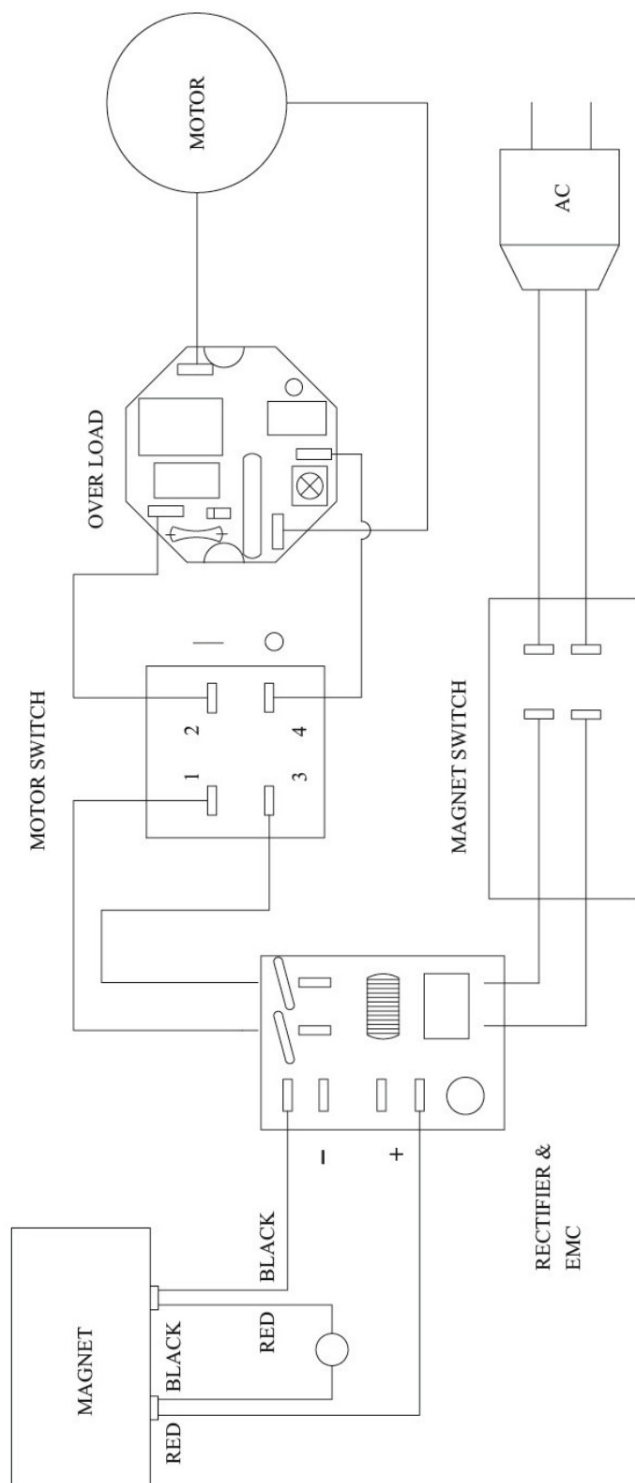 MAGNET
RED
BLACK
RED
BLACK
RECTIFIER &
EMC
−
+
MOTOR SWITCH
1
2
3
4
OVER LOAD
MOTOR
MAGNET SWITCH
AC